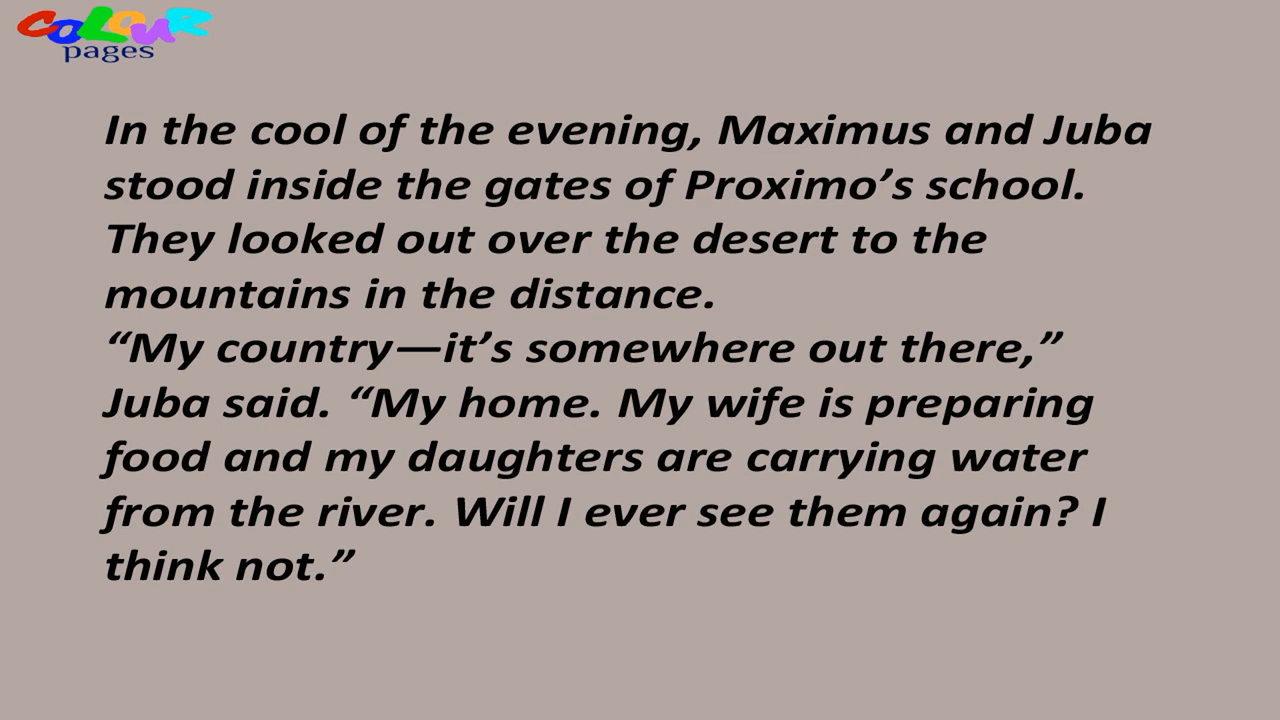 COLOUR
pages
In the cool of the evening, Maximus and Juba
stood inside the gates of Proximo’s school.
They looked out over the desert to the
mountains in the distance.
“My country—it’s somewhere out there,”
Juba said. “My home. My wife is preparing
food and my daughters are carrying water
from the river. Will I ever see them again? I
think not.”